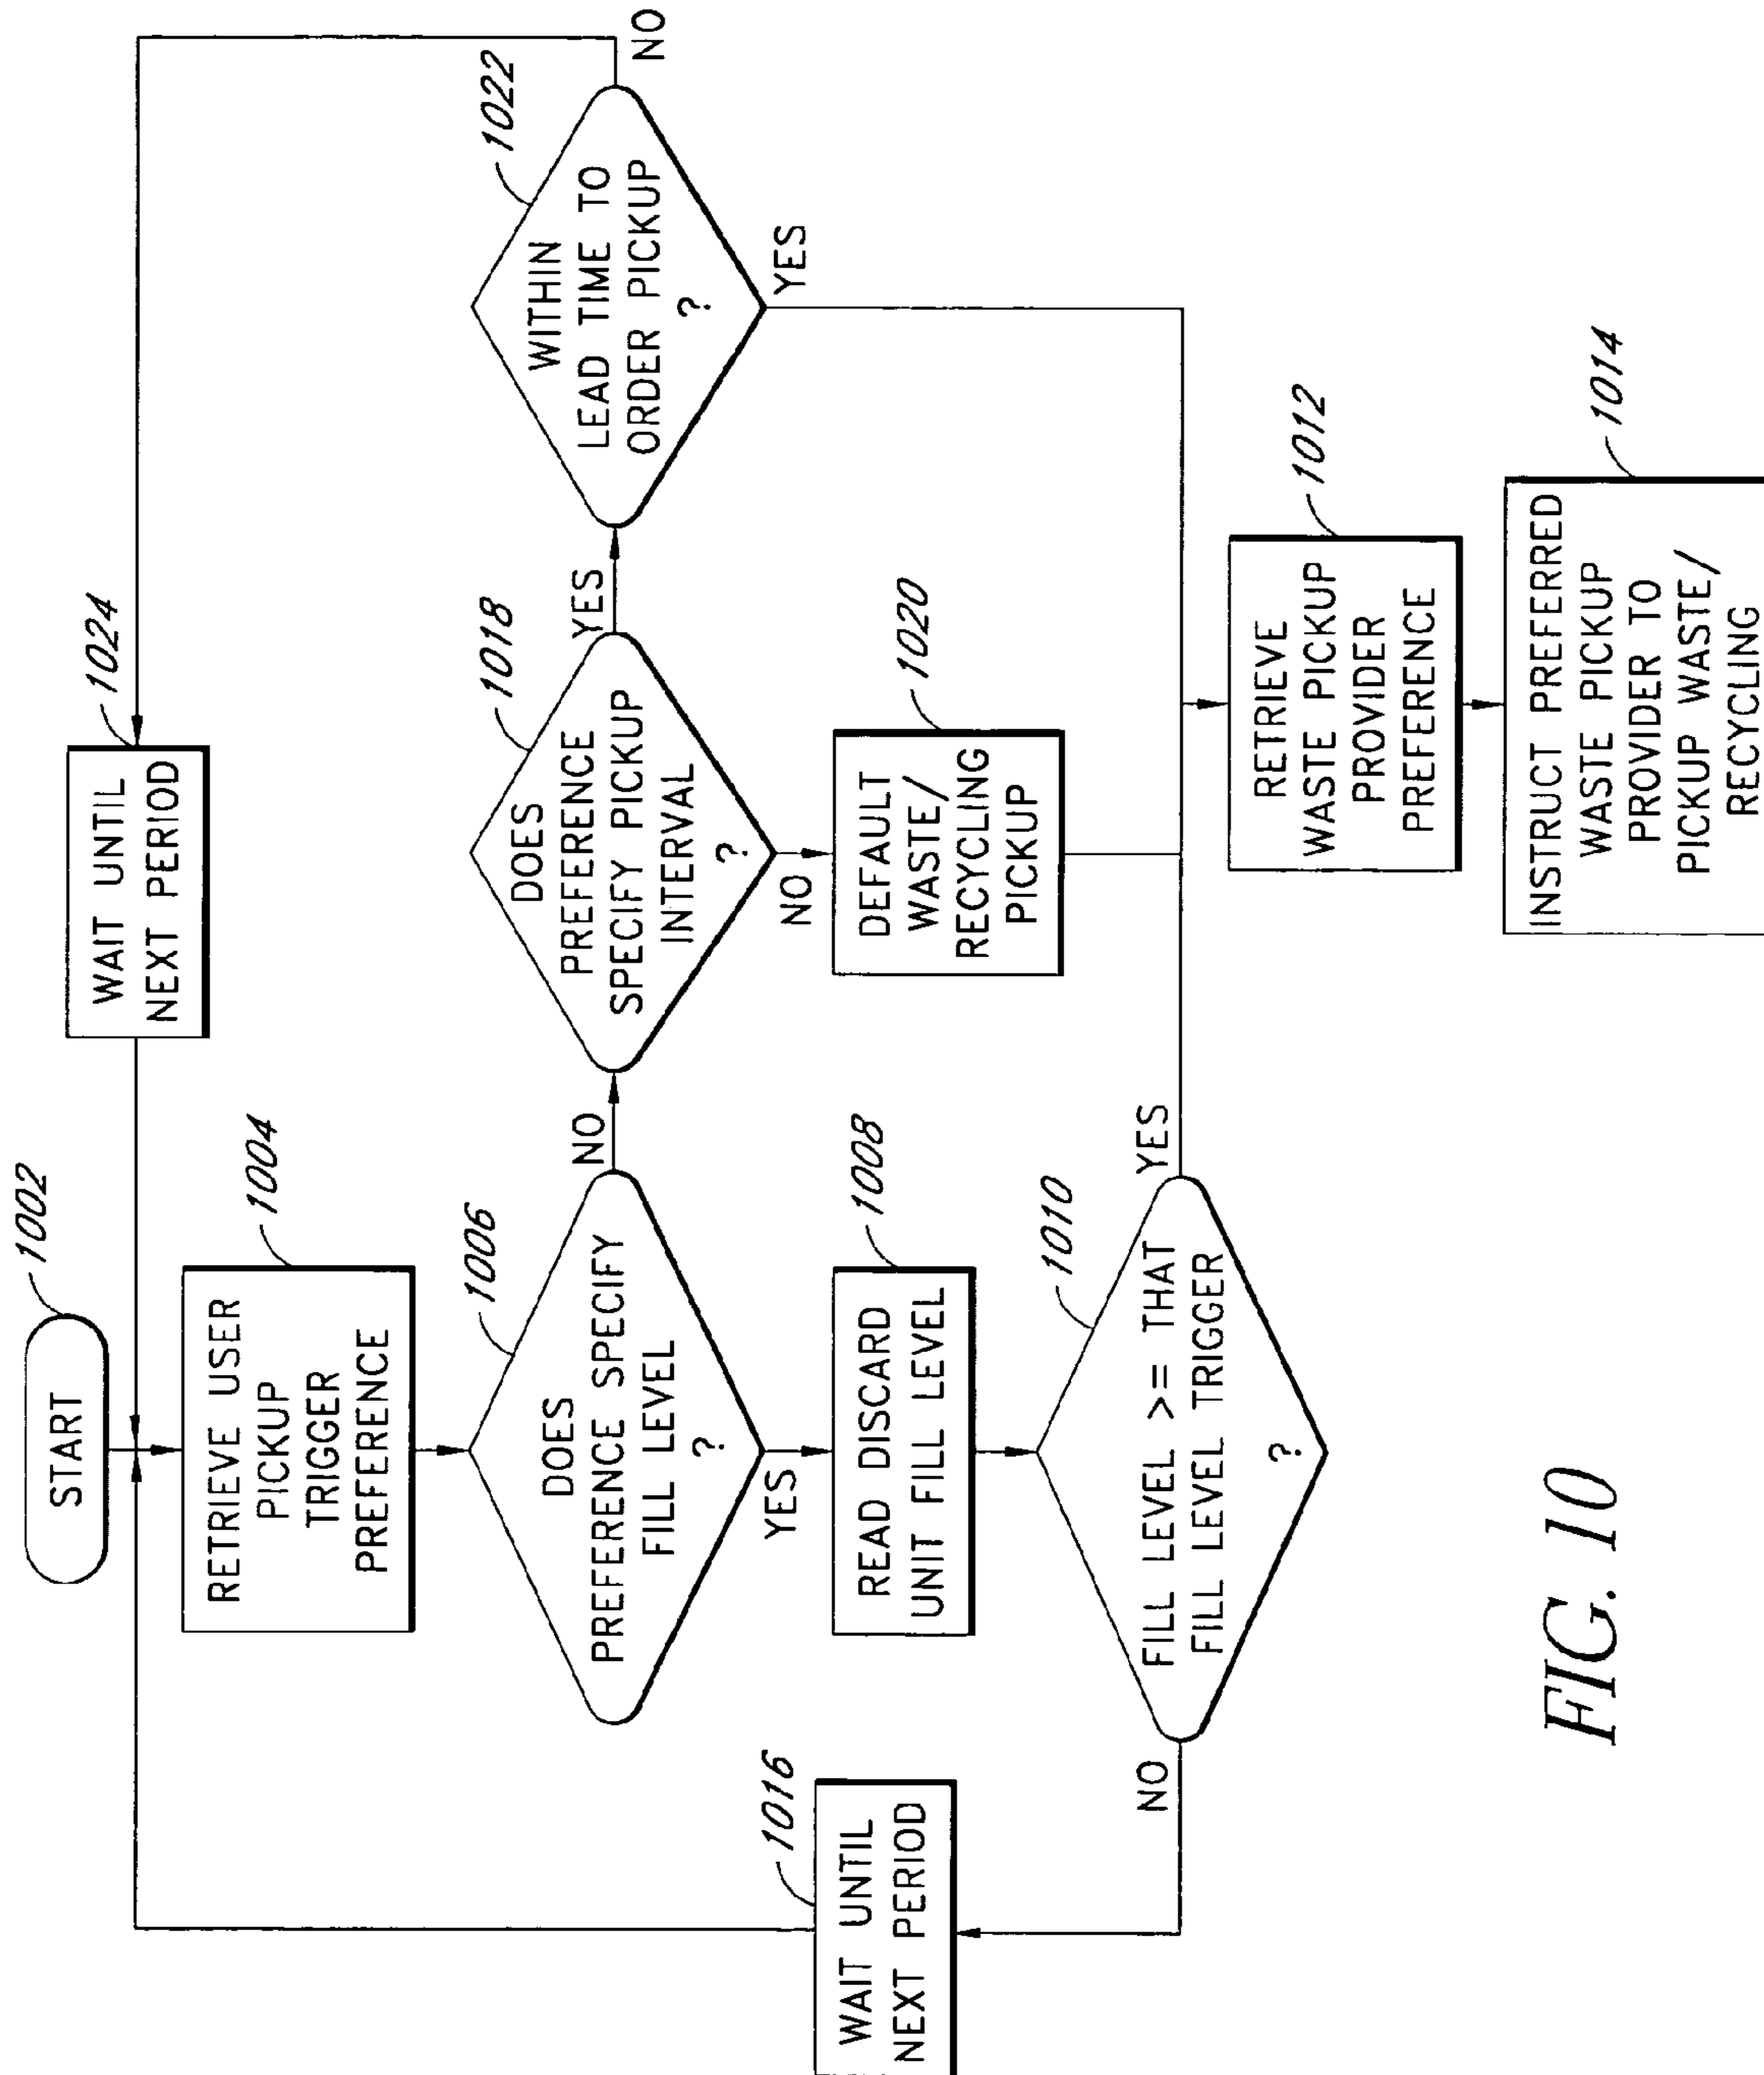 START
1002
RETRIEVE USER
PICKUP
TRIGGER
PREFERENCE
1004
DOES
PREFERENCE SPECIFY
FILL LEVEL
?
1006
NO
YES
READ DISCARD
UNIT FILL LEVEL
1008
FILL LEVEL >= THAT
FILL LEVEL TRIGGER
?
1010
NO
YES
WAIT UNTIL
NEXT PERIOD
1016
DOES
PREFERENCE
SPECIFY PICKUP
INTERVAL
?
1018
YES
NO
DEFAULT
WASTE/
RECYCLING
PICKUP
1020
WITHIN
LEAD TIME TO
ORDER PICKUP
?
1022
NO
YES
WAIT UNTIL
NEXT PERIOD
1024
RETRIEVE
WASTE PICKUP
PROVIDER
PREFERENCE
1012
INSTRUCT PREFERRED
WASTE PICKUP
PROVIDER TO
PICKUP WASTE/
RECYCLING
1014
FIG. 10